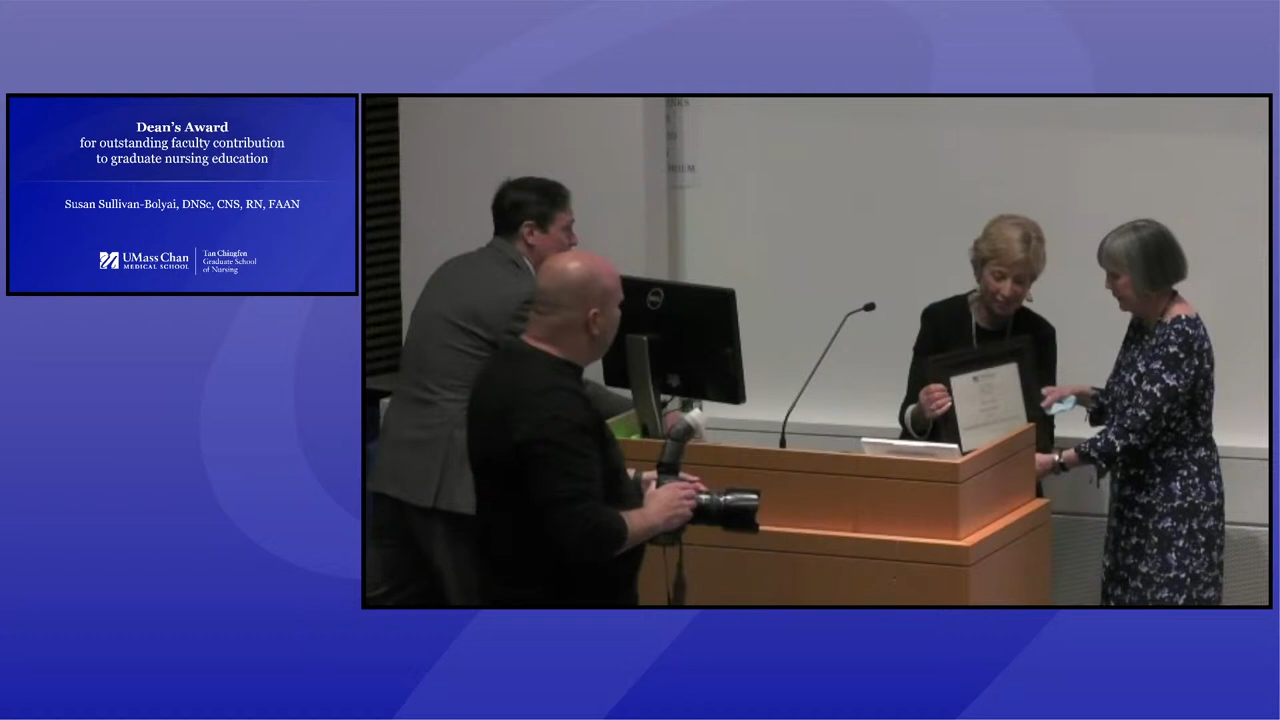 Dean's Award
for outstanding faculty contribution
to graduate nursing education
Susan Sullivan-Bolyai, DNSc, CNS, RN, FAAN
UMass Chan
MEDICAL SCHOOL
Tan Chingfen
Graduate School
of Nursing
DELL